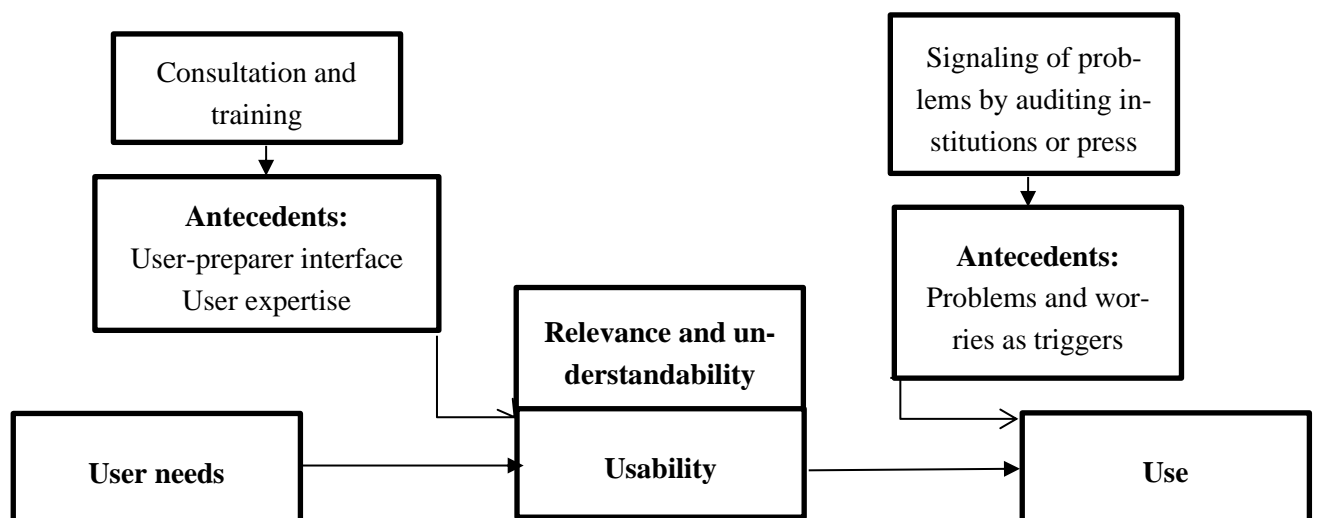 Consultation and
training
Signaling of prob-
lems by auditing in-
stitutions or press
Antecedents:
User-preparer interface
User expertise
Antecedents:
Problems and wor-
ries as triggers
Relevance and un-
derstandability
User needs
Usability
Use